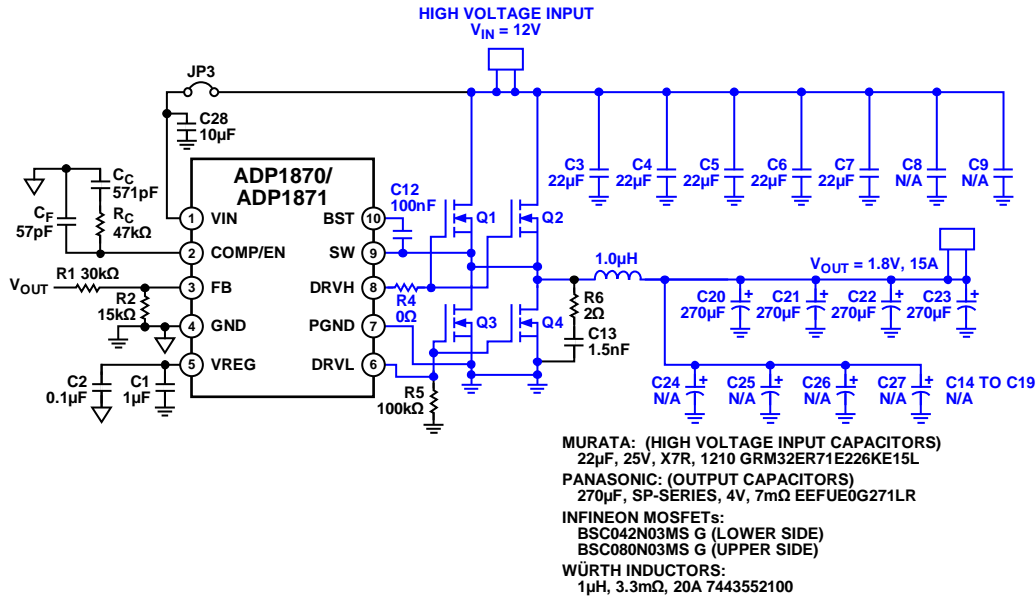 HIGH VOLTAGE INPUT
VIN = 12V
JP3
C28
10µF
CC
571pF
CF
57pF
RC
47kΩ
ADP1870/
ADP1871
1 VIN
2 COMP/EN
3 FB
4 GND
5 VREG
BST 10
SW 9
DRVH 8
PGND 7
DRVL 6
VOUT
R1 30kΩ
R2
15kΩ
C2
0.1µF
C1
1µF
C12
100nF
R4
0Ω
R5
100kΩ
Q1
Q2
Q3
Q4
C3
22µF
C4
22µF
C5
22µF
C6
22µF
C7
22µF
C8
N/A
C9
N/A
1.0µH
R6
2Ω
C13
1.5nF
VOUT = 1.8V, 15A
C20
270µF
+
C21
270µF
+
C22
270µF
+
C23
270µF
+
C24
N/A
+
C25
N/A
+
C26
N/A
+
C27
N/A
+
C14 TO C19
N/A
MURATA: (HIGH VOLTAGE INPUT CAPACITORS)
22µF, 25V, X7R, 1210 GRM32ER71E226KE15L
PANASONIC: (OUTPUT CAPACITORS)
270µF, SP-SERIES, 4V, 7mΩ EEFUE0G271LR
INFINEON MOSFETs:
BSC042N03MS G (LOWER SIDE)
BSC080N03MS G (UPPER SIDE)
WÜRTH INDUCTORS:
1µH, 3.3mΩ, 20A 7443552100